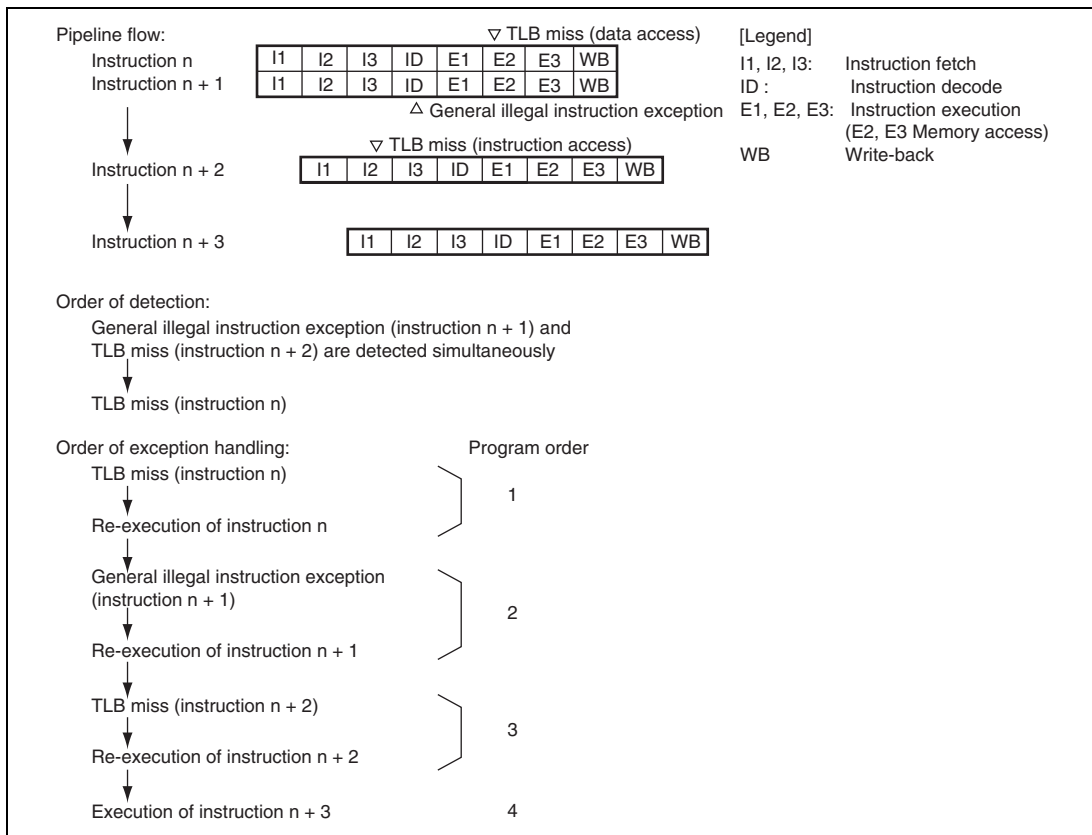 Pipeline flow:
▽ TLB miss (data access)
Instruction n I1 I2 I3 ID E1 E2 E3 WB
Instruction n + 1 I1 I2 I3 ID E1 E2 E3 WB
△ General illegal instruction exception
▽ TLB miss (instruction access)
Instruction n + 2 I1 I2 I3 ID E1 E2 E3 WB
Instruction n + 3 I1 I2 I3 ID E1 E2 E3 WB
[Legend]
I1, I2, I3: Instruction fetch
ID : Instruction decode
E1, E2, E3: Instruction execution
(E2, E3 Memory access)
WB Write-back
Order of detection:
General illegal instruction exception (instruction n + 1) and
TLB miss (instruction n + 2) are detected simultaneously
TLB miss (instruction n)
Order of exception handling: Program order
TLB miss (instruction n)
1
Re-execution of instruction n
General illegal instruction exception
(instruction n + 1)
2
Re-execution of instruction n + 1
TLB miss (instruction n + 2)
3
Re-execution of instruction n + 2
Execution of instruction n + 3 4